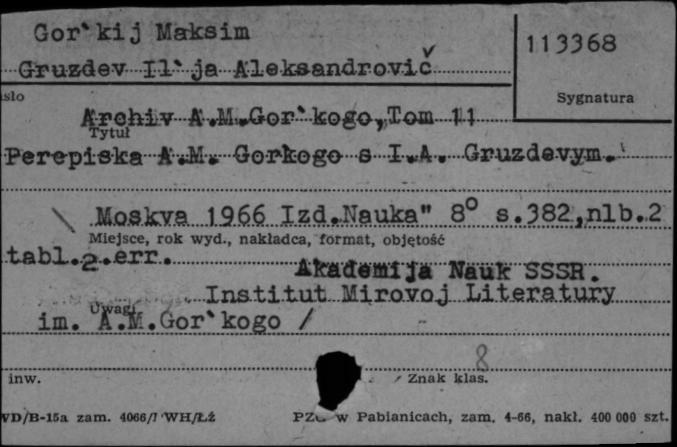 Gor`kij Maksim
113368
Gruzdev Il`ja Aleksandrovič
Sygnatura
sło
Archiv A.M.Gor`kogo,Tom 11
Tytuł
Perepiska A.M. Gorkogo s I.A. Gruzdevym.
Moskva 1966 Izd.Nauka" 8° s.382,nlb.2
Miejsce, rok wyd., nakładca, format, objętość
tabl.2.err.
Akademija Nauk SSSR.
Institut Mirovoj Literatury
Uwagi
im. A.M.Gor`kogo /
8
inw.
Znak klas.
VD/B-15a zam. 4066/7 WH/ŁŻ
w Pabianicach, zam. 4-66, nakł. 400 000 szt.